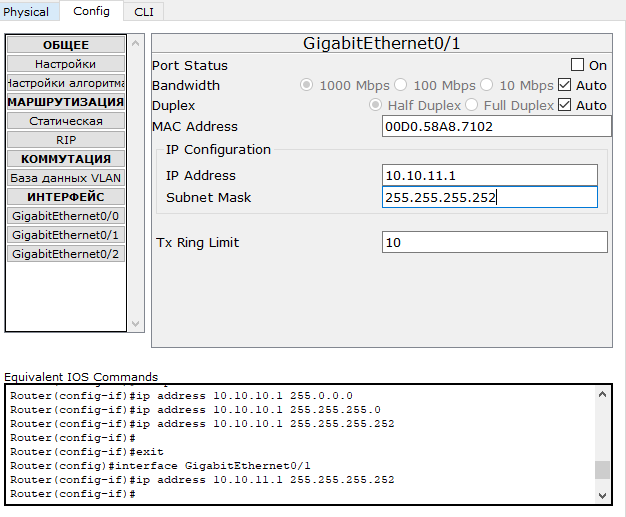 Physical Config CLI
GigabitEthernet0/1
ОБЩЕЕ
Настройки
Настройки алгоритма
МАРШРУТИЗАЦИЯ
Статическая
RIP
КОММУТАЦИЯ
База данных VLAN
ИНТЕРФЕЙС
GigabitEthernet0/0
GigabitEthernet0/1
GigabitEthernet0/2
Port Status On
Bandwidth 1000 Mbps 100 Mbps 10 Mbps Auto
Duplex Half Duplex Full Duplex Auto
MAC Address 00D0.58A8.7102
IP Configuration
IP Address 10.10.11.1
Subnet Mask 255.255.255.252
Tx Ring Limit 10
Equivalent IOS Commands
Router(config-if)#ip address 10.10.10.1 255.0.0.0
Router(config-if)#ip address 10.10.10.1 255.255.255.0
Router(config-if)#ip address 10.10.10.1 255.255.255.252
Router(config-if)#
Router(config-if)#exit
Router(config)#interface GigabitEthernet0/1
Router(config-if)#ip address 10.10.11.1 255.255.255.252
Router(config-if)#